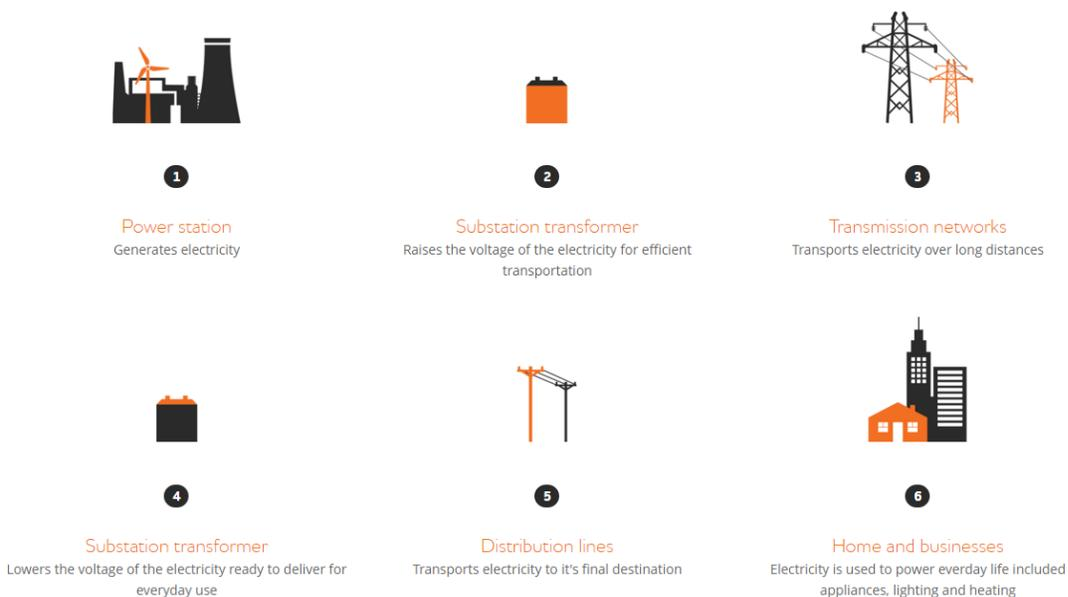 1
Power station
Generates electricity
2
Substation transformer
Raises the voltage of the electricity for efficient
transportation
3
Transmission networks
Transports electricity over long distances
4
Substation transformer
Lowers the voltage of the electricity ready to deliver for
everyday use
5
Distribution lines
Transports electricity to it's final destination
6
Home and businesses
Electricity is used to power everday life included
appliances, lighting and heating